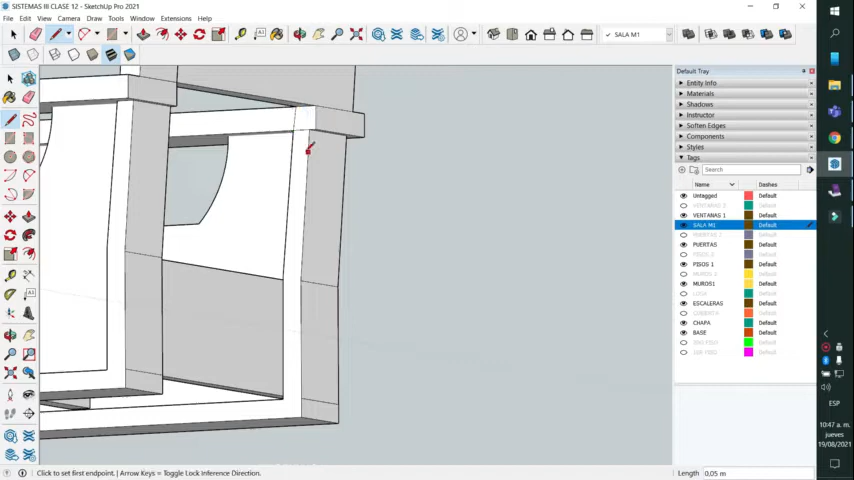 SISTEMAS III CLASE 12 - SketchUp Pro 2021
File Edit View Camera Draw Tools Window Extensions Help
SALA M1
Default Tray
Entity Info
Materials
Shadows
Instructor
Soften Edges
Components
Styles
Tags
Search
Name Dashes
Untagged Default
Default
VENTANAS 1 Default
SALA M1 Default
Default
PUERTAS Default
Default
PISOS 1 Default
MUROS 2 Default
MUROS1 Default
Default
ESCALERAS Default
CUBIERTA Default
CHAPA Default
BASE Default
Default
Default
ESP
10:47 a. m.
jueves
19/08/2021
Click to set first endpoint. | Arrow Keys = Toggle Lock Inference Direction.
Length 0,05 m